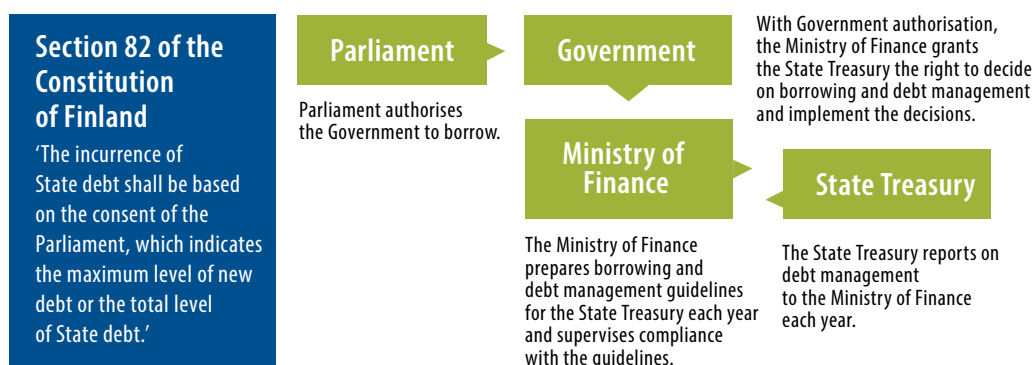 Section 82 of the
Constitution
of Finland
‘The incurrence of
State debt shall be based
on the consent of the
Parliament, which indicates
the maximum level of new
debt or the total level
of State debt.’
Parliament
Parliament authorises
the Government to borrow.
Government
With Government authorisation,
the Ministry of Finance grants
the State Treasury the right to decide
on borrowing and debt management
and implement the decisions.
Ministry of
Finance
The Ministry of Finance
prepares borrowing and
debt management guidelines
for the State Treasury each year
and supervises compliance
with the guidelines.
State Treasury
The State Treasury reports on
debt management
to the Ministry of Finance
each year.